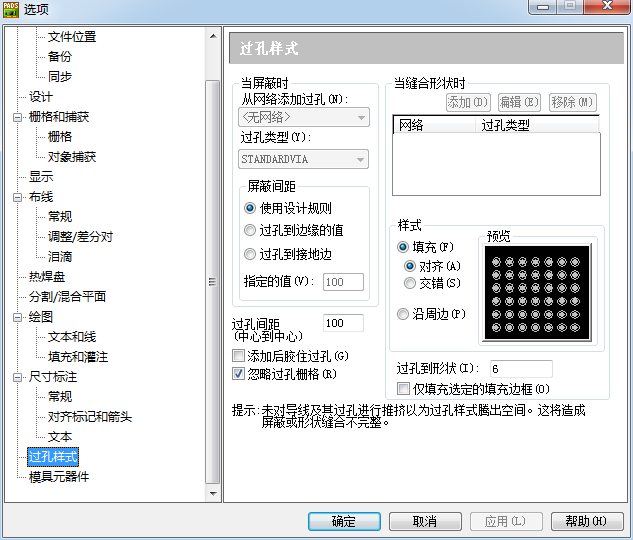 PADS
选项
文件位置
备份
同步
设计
栅格和捕获
栅格
对象捕获
显示
布线
常规
调整/差分对
泪滴
热焊盘
分割/混合平面
绘图
文本和线
填充和灌注
尺寸标注
常规
对齐标记和箭头
文本
过孔样式
模具元器件
过孔样式
当屏蔽时
从网络添加过孔(N):
<无网络>
过孔类型(Y):
STANDARDVIA
屏蔽间距
使用设计规则
过孔到边缘的值
过孔到接地边
指定的值(V): 100
过孔间距 100
(中心到中心)
添加后胶住过孔(G)
忽略过孔栅格(R)
当缝合形状时
添加(D) 编辑(E) 移除(M)
网络 过孔类型
样式
填充(F)
对齐(A)
交错(S)
沿周边(P)
预览
过孔到形状(I): 6
仅填充选定的填充边框(O)
提示:未对导线及其过孔进行推挤以为过孔样式腾出空间。这将造成
屏蔽或形状缝合不完整。
确定 取消 应用(L) 帮助(H)